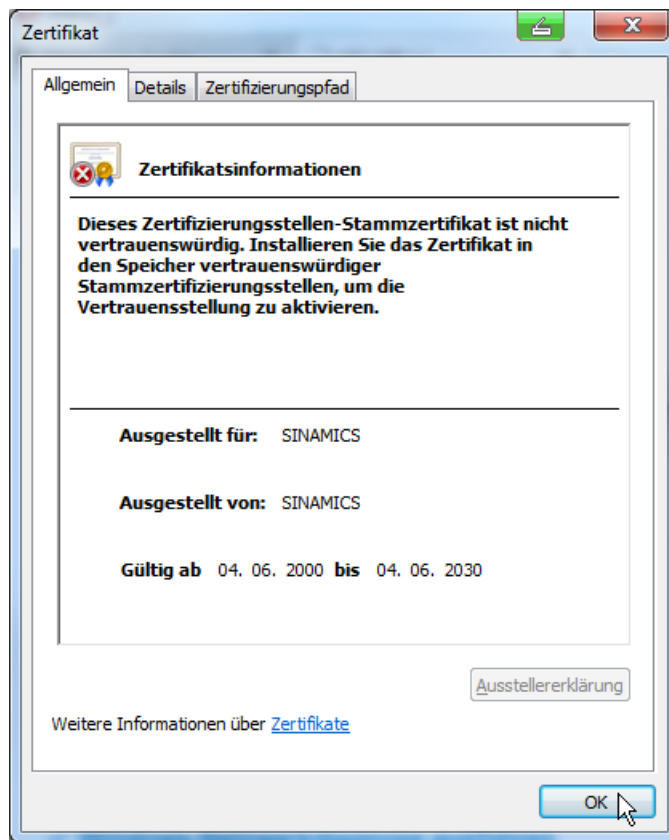 Zertifikat
Allgemein Details Zertifizierungspfad
Zertifikatsinformationen
Dieses Zertifizierungsstellen-Stammzertifikat ist nicht
vertrauenswürdig. Installieren Sie das Zertifikat in
den Speicher vertrauenswürdiger
Stammzertifizierungsstellen, um die
Vertrauensstellung zu aktivieren.
Ausgestellt für: SINAMICS
Ausgestellt von: SINAMICS
Gültig ab 04. 06. 2000 bis 04. 06. 2030
Ausstellererklärung
Weitere Informationen über Zertifikate
OK